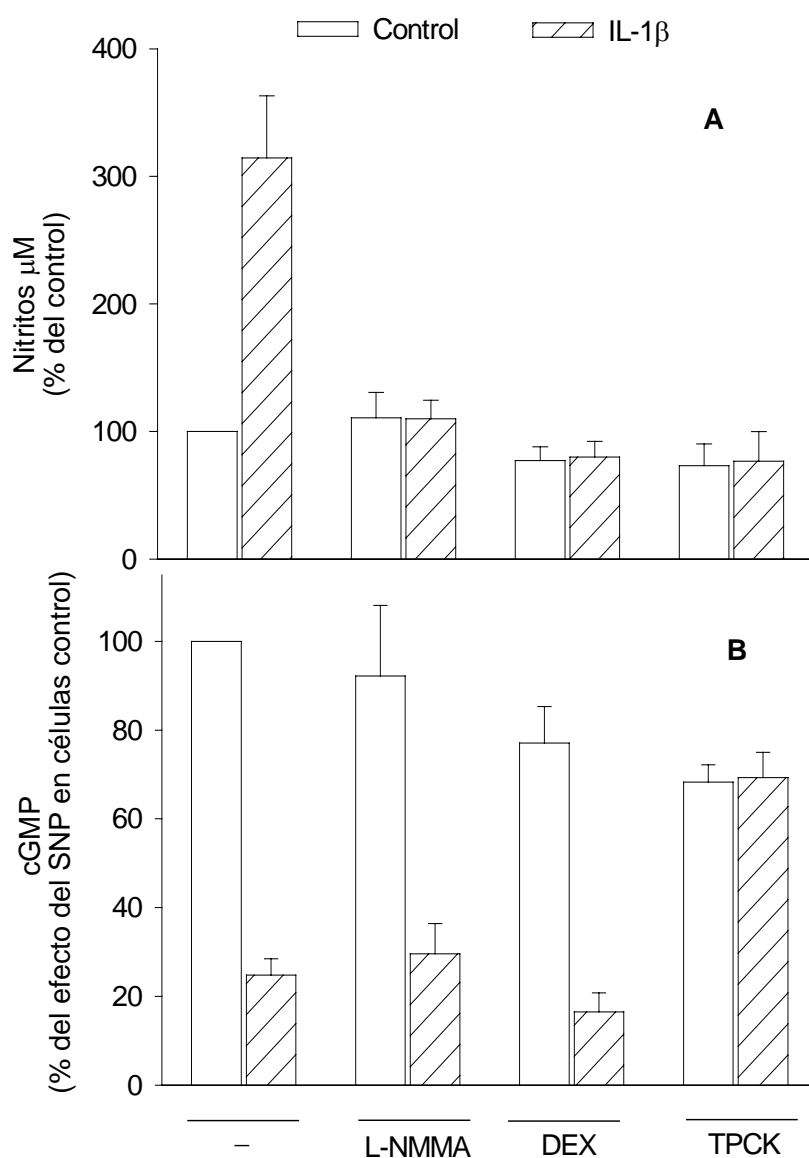 Control
IL-1β
A
Nitritos μM
(% del control)
400
300
200
100
0
B
cGMP
(% del efecto del SNP en células control)
100
80
60
40
20
0
–
L-NMMA
DEX
TPCK